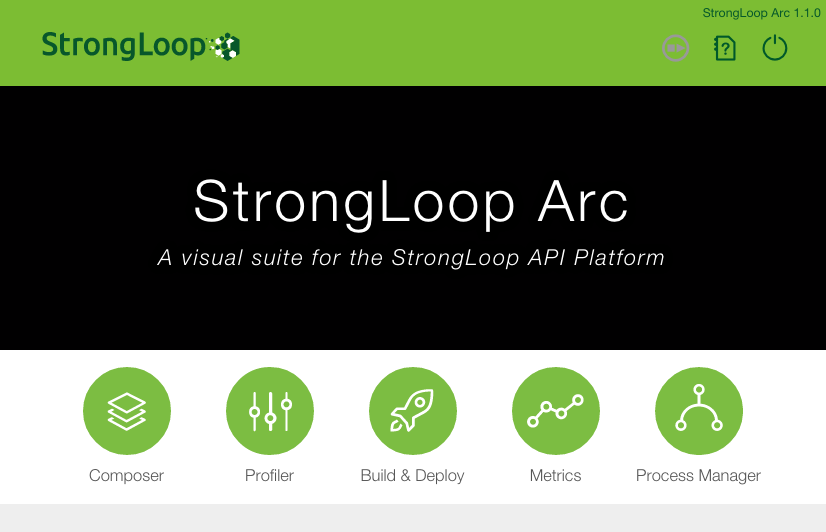 StrongLoop Arc 1.1.0
StrongLoop
?
StrongLoop Arc
A visual suite for the StrongLoop API Platform
Composer
Profiler
Build & Deploy
Metrics
Process Manager